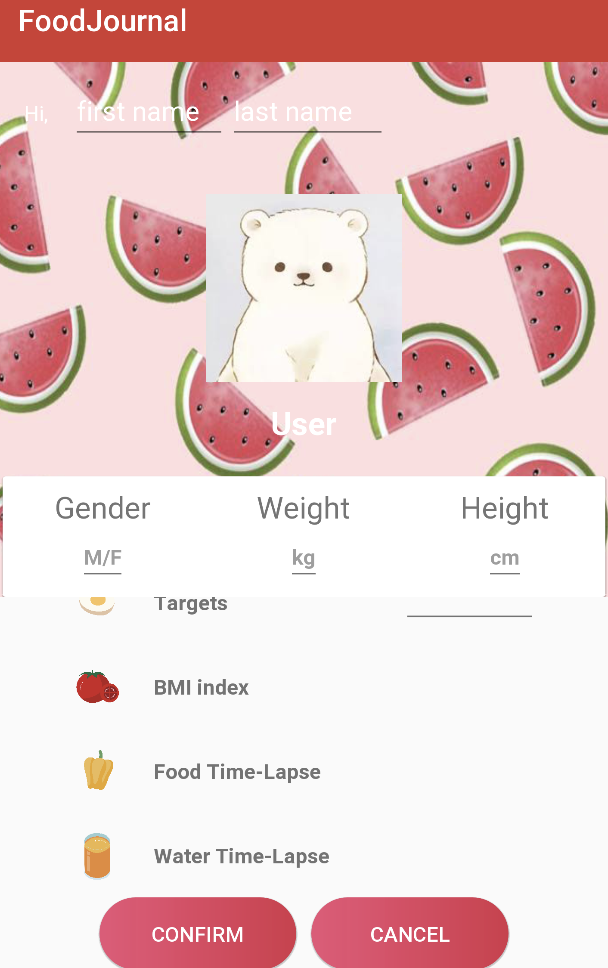 FoodJournal
Hi, first name last name
User
Gender Weight Height
M/F kg cm
Targets
BMI index
Food Time-Lapse
Water Time-Lapse
CONFIRM CANCEL